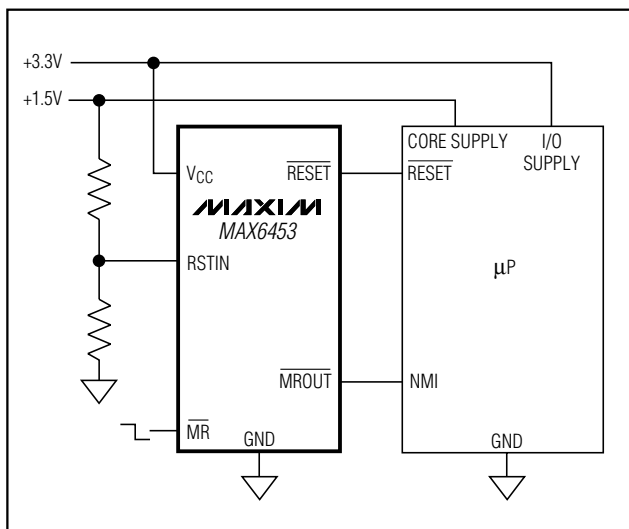 +3.3V
+1.5V
CORE SUPPLY
I/O
SUPPLY
VCC
RESET
RESET
MAXIM
MAX6453
RSTIN
μP
MROUT
NMI
MR
GND
GND